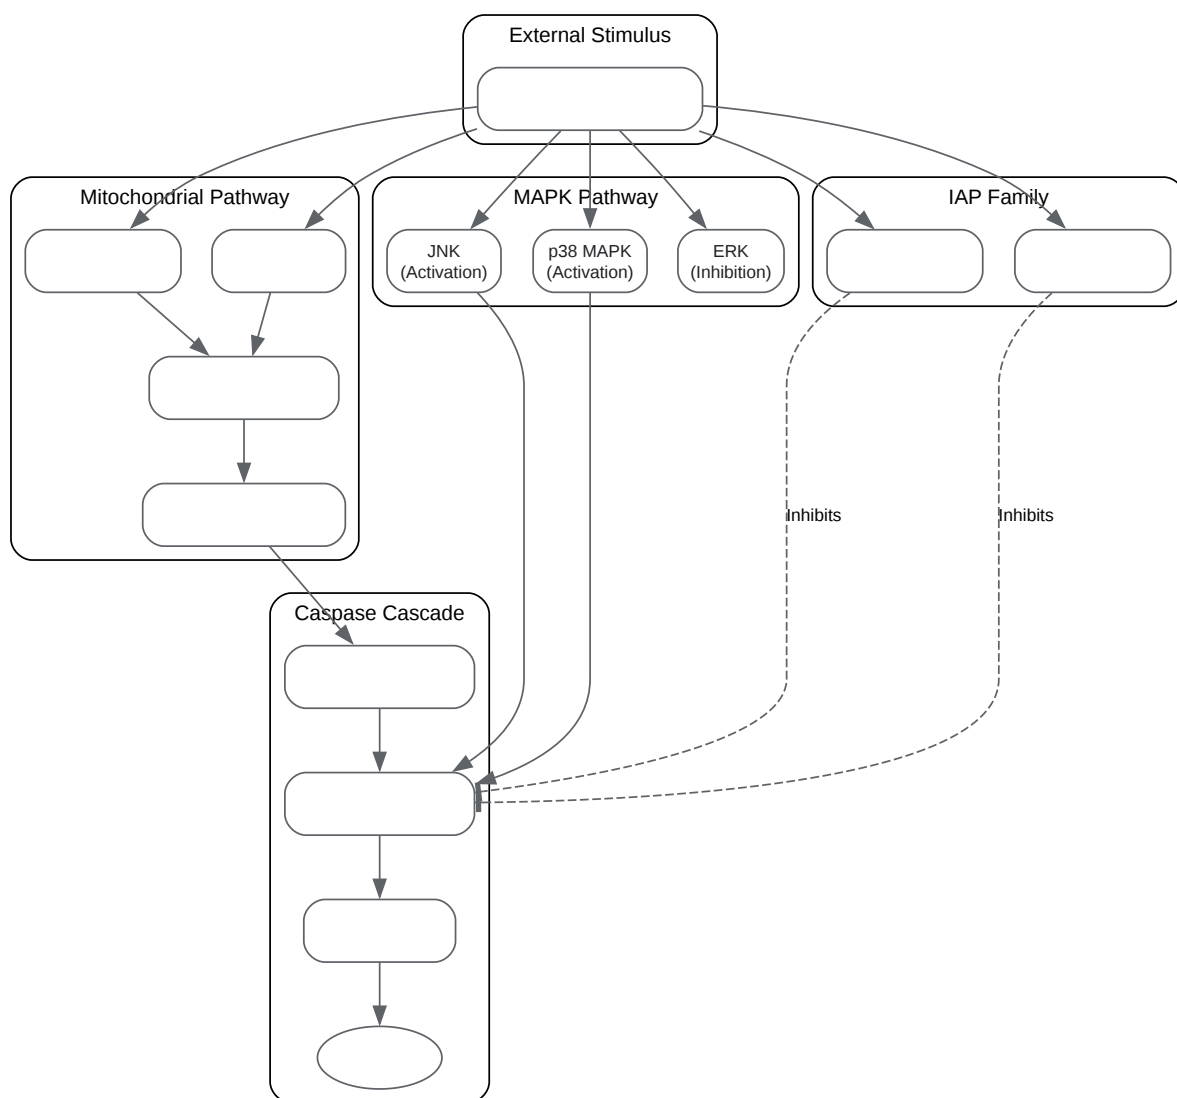 External Stimulus
Mitochondrial Pathway
MAPK Pathway
IAP Family
JNK
(Activation)
p38 MAPK
(Activation)
ERK
(Inhibition)
Inhibits
Inhibits
Caspase Cascade